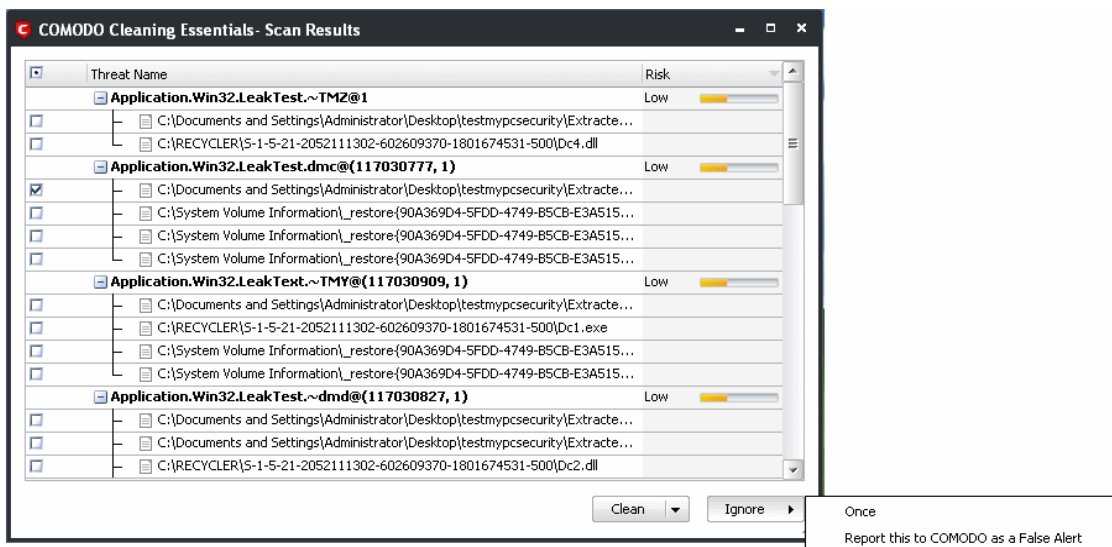 COMODO Cleaning Essentials- Scan Results
Threat Name Risk
Application.Win32.LeakTest.~TMZ@1 Low
C:\Documents and Settings\Administrator\Desktop\testmypcsecurity\Extracte...
C:\RECYCLER\S-1-5-21-2052111302-602609370-1801674531-500\Dc4.dll
Application.Win32.LeakTest.dmc@(117030777, 1) Low
C:\Documents and Settings\Administrator\Desktop\testmypcsecurity\Extracte...
C:\System Volume Information\_restore{90A369D4-5FDD-4749-B5CB-E3A515...
C:\System Volume Information\_restore{90A369D4-5FDD-4749-B5CB-E3A515...
C:\System Volume Information\_restore{90A369D4-5FDD-4749-B5CB-E3A515...
Application.Win32.LeakText.~TMY@(117030909, 1) Low
C:\Documents and Settings\Administrator\Desktop\testmypcsecurity\Extracte...
C:\RECYCLER\S-1-5-21-2052111302-602609370-1801674531-500\Dc1.exe
C:\System Volume Information\_restore{90A369D4-5FDD-4749-B5CB-E3A515...
C:\System Volume Information\_restore{90A369D4-5FDD-4749-B5CB-E3A515...
Application.Win32.LeakTest.~dmd@(117030827, 1) Low
C:\Documents and Settings\Administrator\Desktop\testmypcsecurity\Extracte...
C:\Documents and Settings\Administrator\Desktop\testmypcsecurity\Extracte...
C:\RECYCLER\S-1-5-21-2052111302-602609370-1801674531-500\Dc2.dll
Clean Ignore
Once
Report this to COMODO as a False Alert